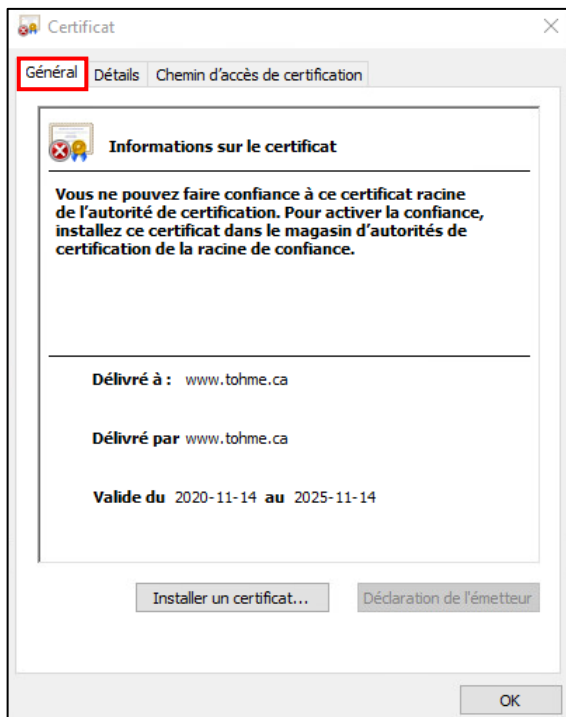 Certificat
Général Détails Chemin d'accès de certification
Informations sur le certificat
Vous ne pouvez faire confiance à ce certificat racine
de l'autorité de certification. Pour activer la confiance,
installez ce certificat dans le magasin d'autorités de
certification de la racine de confiance.
Délivré à : www.tohme.ca
Délivré par www.tohme.ca
Valide du 2020-11-14 au 2025-11-14
Installer un certificat... Déclaration de l'émetteur
OK